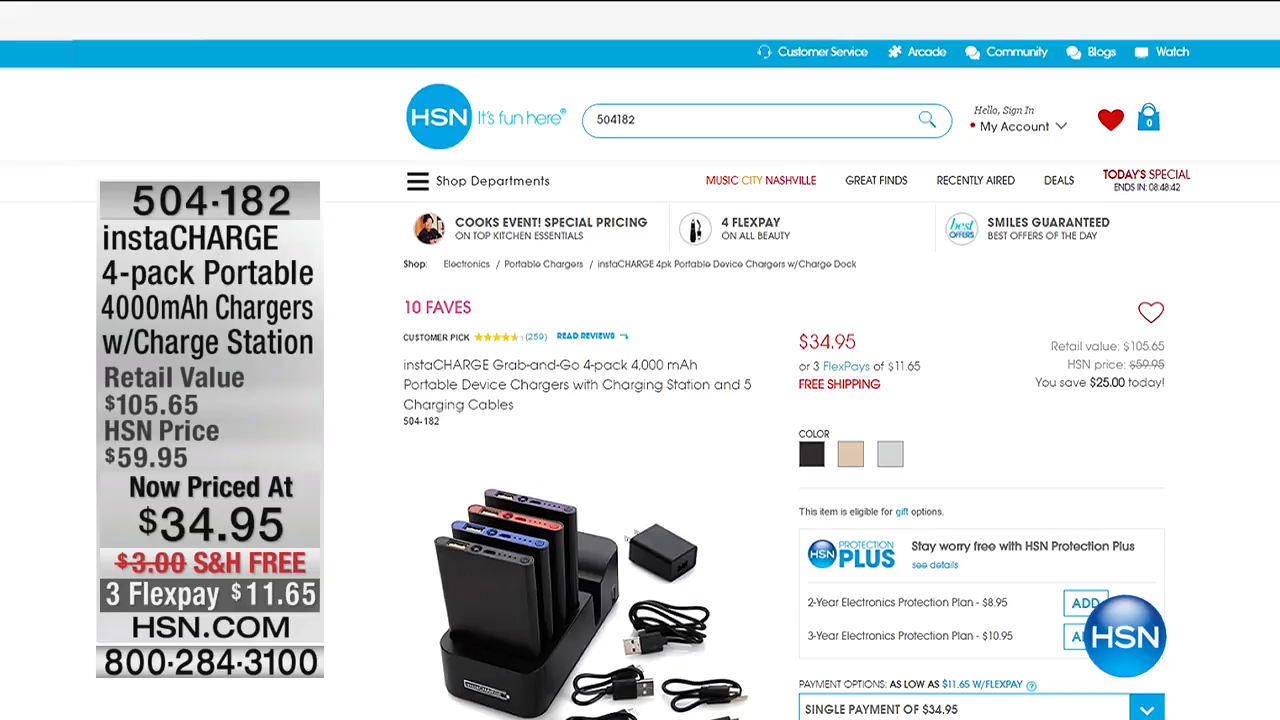 Customer Service
Arcade
Community
Blogs
Watch
HSN It's fun here®
504182
Hello, Sign In
My Account
0
Shop Departments
MUSIC CITY NASHVILLE
GREAT FINDS
RECENTLY AIRED
DEALS
TODAY'S SPECIAL
ENDS IN: 08:48:42
COOKS EVENT! SPECIAL PRICING
ON TOP KITCHEN ESSENTIALS
4 FLEXPAY
ON ALL BEAUTY
best
OFFERS
SMILES GUARANTEED
BEST OFFERS OF THE DAY
Shop: Electronics / Portable Chargers / instaCHARGE 4pk Portable Device Chargers w/Charge Dock
504-182
instaCHARGE
4-pack Portable
4000mAh Chargers
w/Charge Station
Retail Value
$105.65
HSN Price
$59.95
Now Priced At
$34.95
$3.00 S&H FREE
3 Flexpay $11.65
HSN.COM
800-284-3100
10 FAVES
CUSTOMER PICK (259) READ REVIEWS
instaCHARGE Grab-and-Go 4-pack 4,000 mAh
Portable Device Chargers with Charging Station and 5
Charging Cables
504-182
$34.95
or 3 FlexPays of $11.65
FREE SHIPPING
Retail value: $105.65
HSN price: $59.95
You save $25.00 today!
COLOR
This item is eligible for gift options.
HSN PROTECTION
PLUS
Stay worry free with HSN Protection Plus
see details
2-Year Electronics Protection Plan - $8.95
ADD
3-Year Electronics Protection Plan - $10.95
A
HSN
PAYMENT OPTIONS: AS LOW AS $11.65 W/FLEXPAY ?
SINGLE PAYMENT OF $34.95